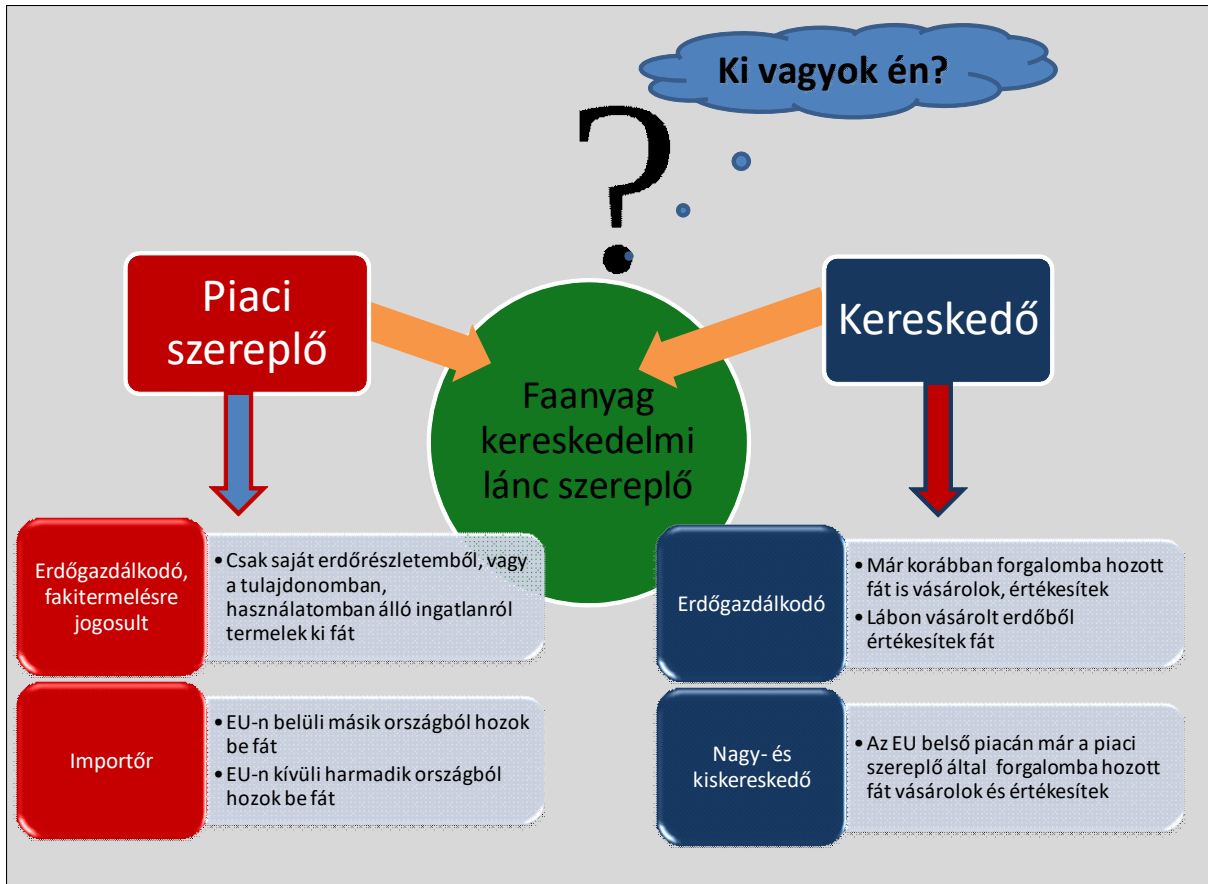 Ki vagyok én?
?
Piaci
szereplő
Kereskedő
Faanyag
kereskedelmi
lánc szereplő
Erdőgazdálkodó,
fakitermelésre
jogosult
• Csak saját erdőrészletemből, vagy
a tulajdonomban,
használatomban álló ingatlanról
termelek ki fát
Importőr
• EU-n belüli másik országból hozok
be fát
• EU-n kívüli harmadik országból
hozok be fát
Erdőgazdálkodó
• Már korábban forgalomba hozott
fát is vásárolok, értékesítek
• Lábon vásárolt erdőből
értékesítek fát
Nagy- és
kiskereskedő
• Az EU belső piacán már a piaci
szereplő által forgalomba hozott
fát vásárolok és értékesítek